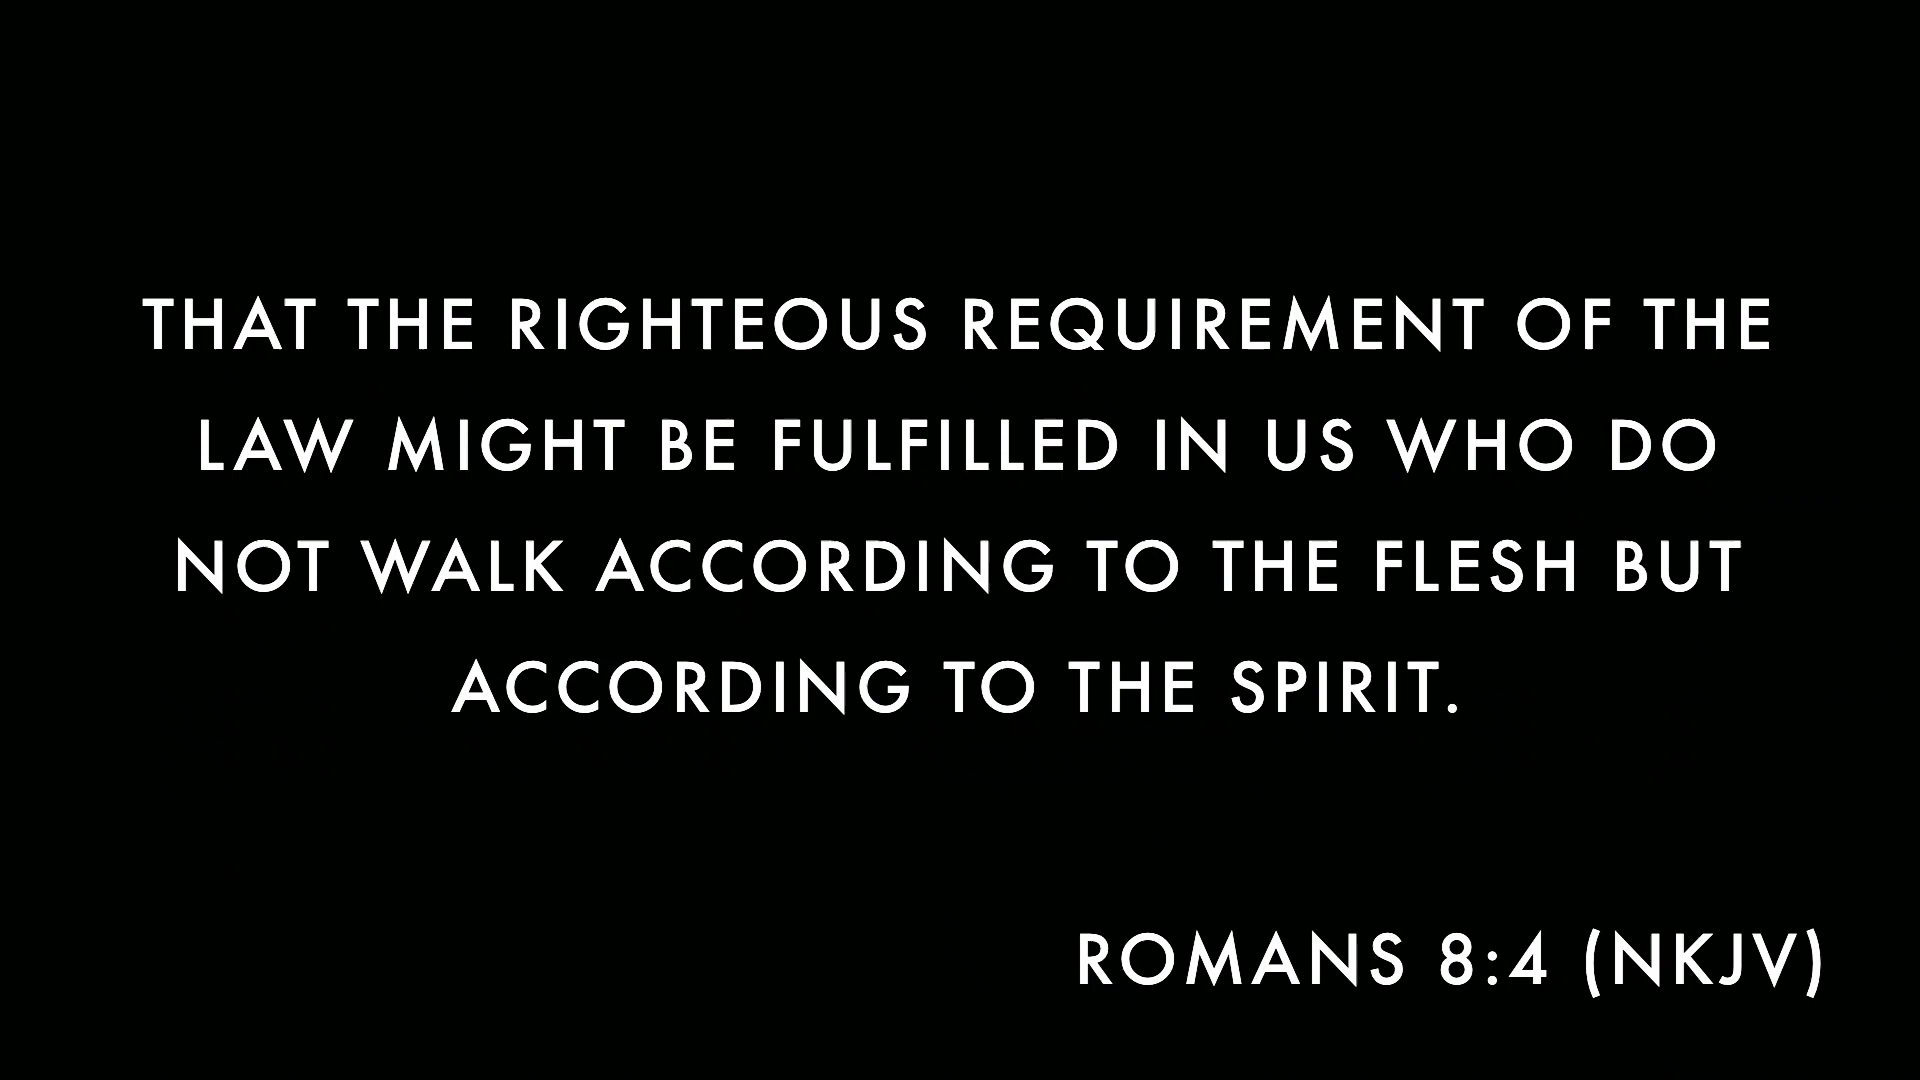 THAT THE RIGHTEOUS REQUIREMENT OF THE
LAW MIGHT BE FULFILLED IN US WHO DO
NOT WALK ACCORDING TO THE FLESH BUT
ACCORDING TO THE SPIRIT.
ROMANS 8:4 (NKJV)